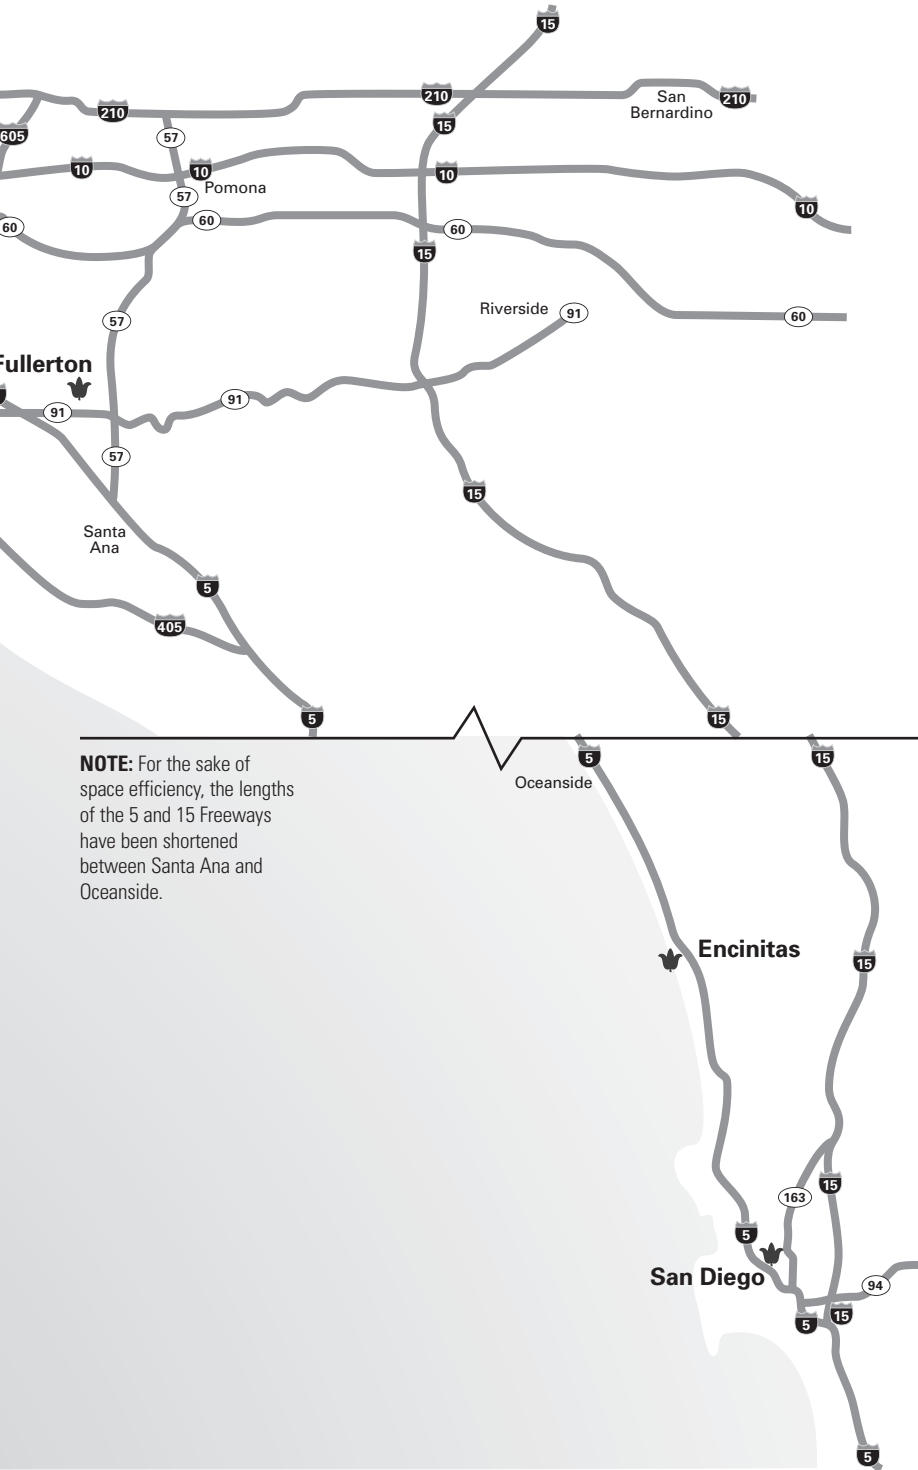 15
210
San
Bernardino
210
210
15
605
57
10
10
Pomona
10
57
10
60
60
60
15
Riverside
91
57
60
Fullerton
91
91
57
15
Santa
Ana
5
405
5
15
NOTE: For the sake of
space efficiency, the lengths
of the 5 and 15 Freeways
have been shortened
between Santa Ana and
Oceanside.
5
15
Oceanside
Encinitas
15
15
163
5
San Diego
94
15
5
5